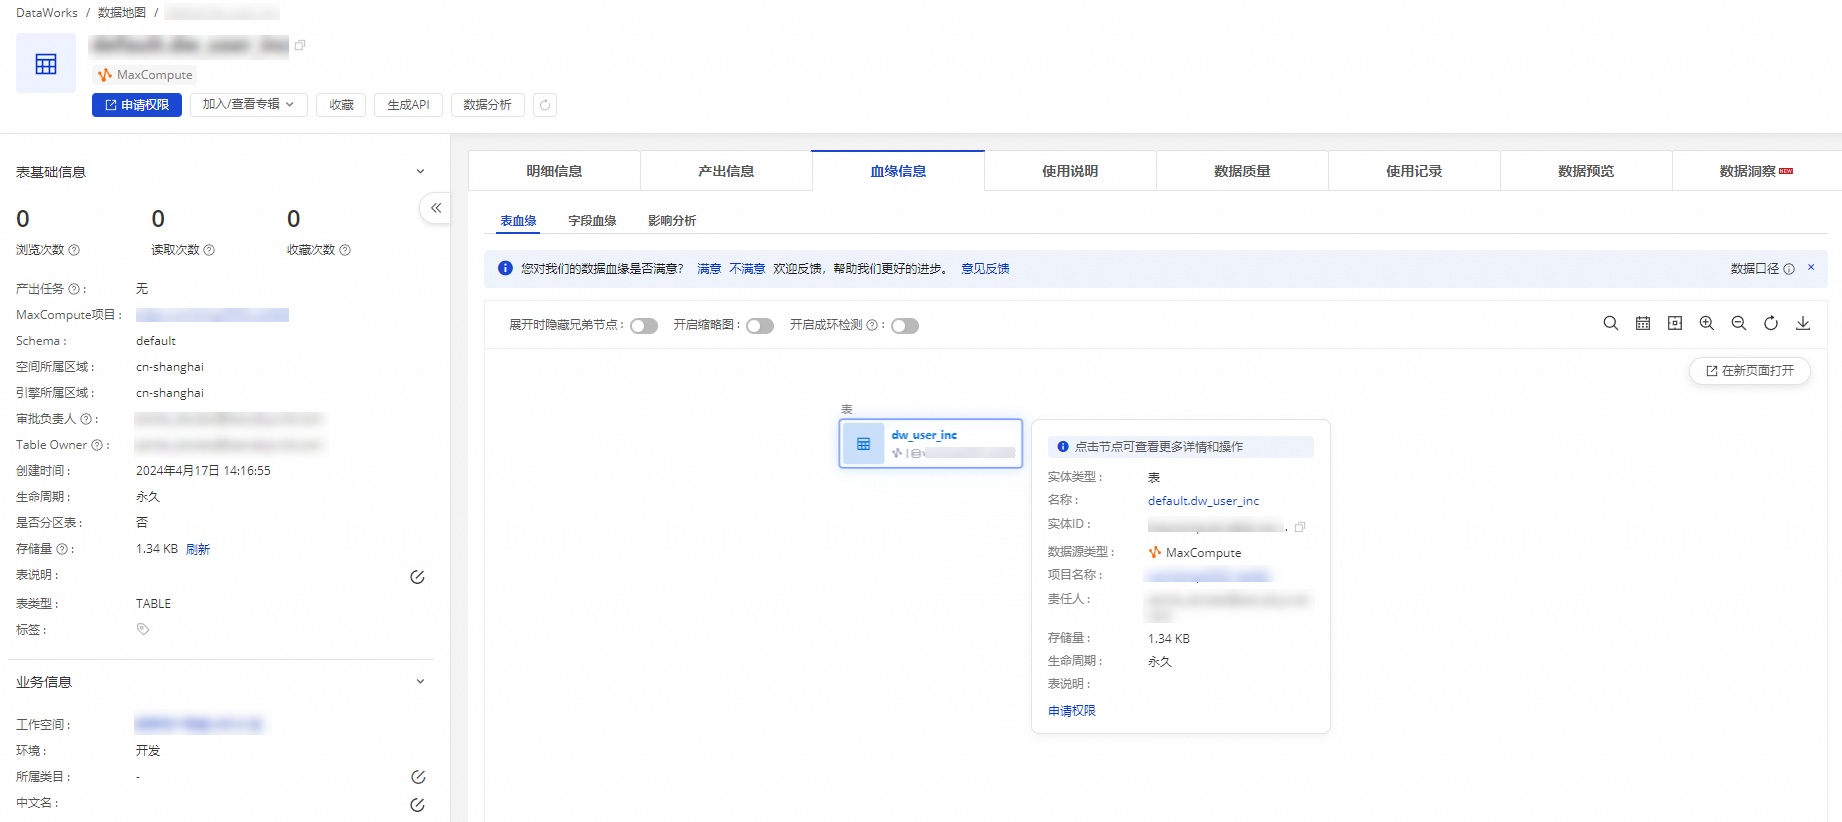 DataWorks / 数据地图 /
MaxCompute
申请权限 加入/查看专辑 收藏 生成API 数据分析
表基础信息
0 0 0
浏览次数 读取次数 收藏次数
产出任务 : 无
MaxCompute项目 :
Schema : default
空间所属区域 : cn-shanghai
引擎所属区域 : cn-shanghai
审批负责人 :
Table Owner :
创建时间 : 2024年4月17日 14:16:55
生命周期 : 永久
是否分区表 : 否
存储量 : 1.34 KB 刷新
表说明 :
表类型 : TABLE
标签 :
业务信息
工作空间 :
环境 : 开发
所属类目 : -
中文名 :
明细信息 产出信息 血缘信息 使用说明 数据质量 使用记录 数据预览 数据洞察 NEW
表血缘 字段血缘 影响分析
您对我们的数据血缘是否满意? 满意 不满意 欢迎反馈,帮助我们更好的进步。 意见反馈 数据口径
展开时隐藏兄弟节点 : 开启缩略图 : 开启成环检测 :
在新页面打开
表
dw_user_inc
点击节点可查看更多详情和操作
实体类型 : 表
名称 : default.dw_user_inc
实体ID :
数据源类型 : MaxCompute
项目名称 :
责任人 :
存储量 : 1.34 KB
生命周期 : 永久
表说明 :
申请权限